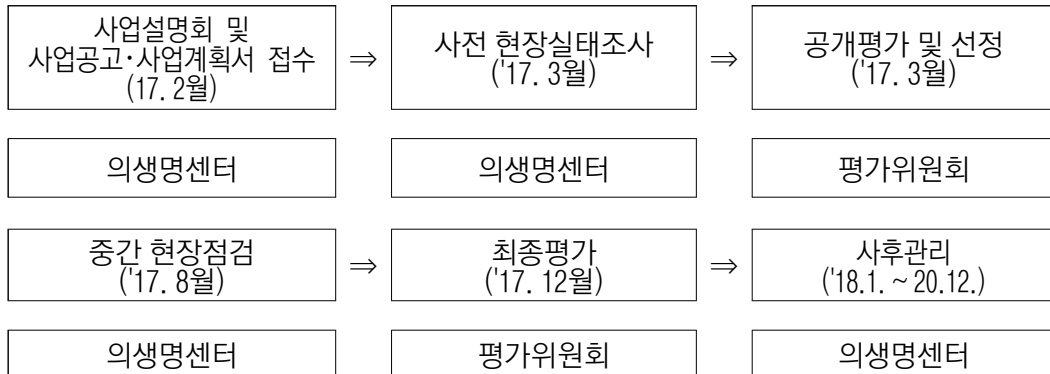 사업설명회 및
사업공고·사업계획서 접수
(17. 2월)
⇒
사전 현장실태조사
('17. 3월)
⇒
공개평가 및 선정
('17. 3월)
의생명센터
의생명센터
평가위원회
중간 현장점검
('17. 8월)
⇒
최종평가
('17. 12월)
⇒
사후관리
('18.1. ~ 20.12.)
의생명센터
평가위원회
의생명센터